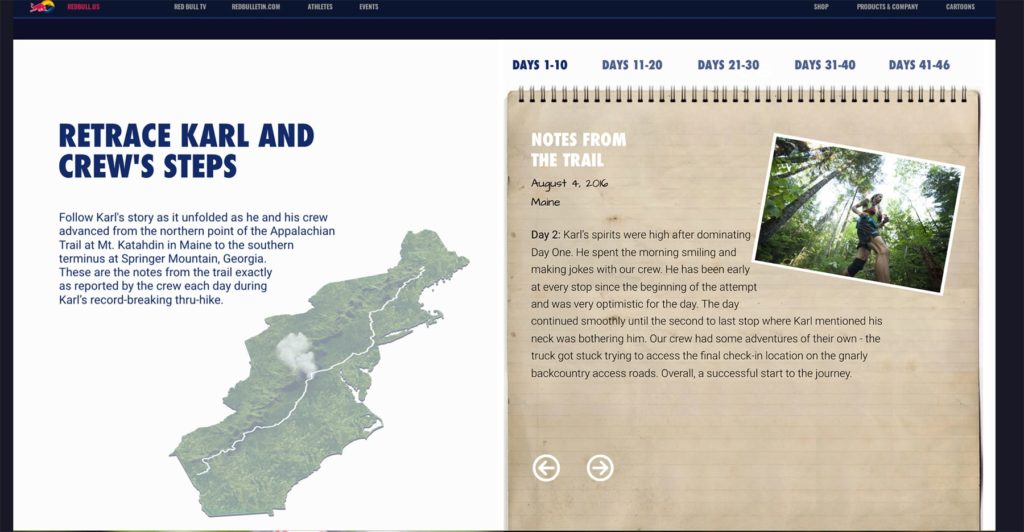 REDBULL.US
RED BULL TV
REDBULLETIN.COM
ATHLETES
EVENTS
SHOP
PRODUCTS & COMPANY
CARTOONS
DAYS 1-10
DAYS 11-20
DAYS 21-30
DAYS 31-40
DAYS 41-46
RETRACE KARL AND
CREW'S STEPS
Follow Karl's story as it unfolded as he and his crew
advanced from the northern point of the Appalachian
Trail at Mt. Katahdin in Maine to the southern
terminus at Springer Mountain, Georgia.
These are the notes from the trail exactly
as reported by the crew each day during
Karl's record-breaking thru-hike.
NOTES FROM
THE TRAIL
August 4, 2016
Maine
Day 2: Karl's spirits were high after dominating
Day One. He spent the morning smiling and
making jokes with our crew. He has been early
at every stop since the beginning of the attempt
and was very optimistic for the day. The day
continued smoothly until the second to last stop where Karl mentioned his
neck was bothering him. Our crew had some adventures of their own - the
truck got stuck trying to access the final check-in location on the gnarly
backcountry access roads. Overall, a successful start to the journey.